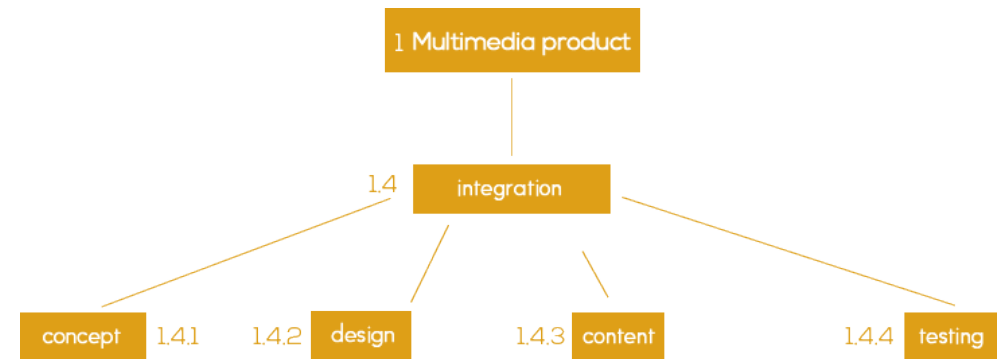 1 Multimedia product
1.4 integration
concept 1.4.1 1.4.2 design 1.4.3 content 1.4.4 testing